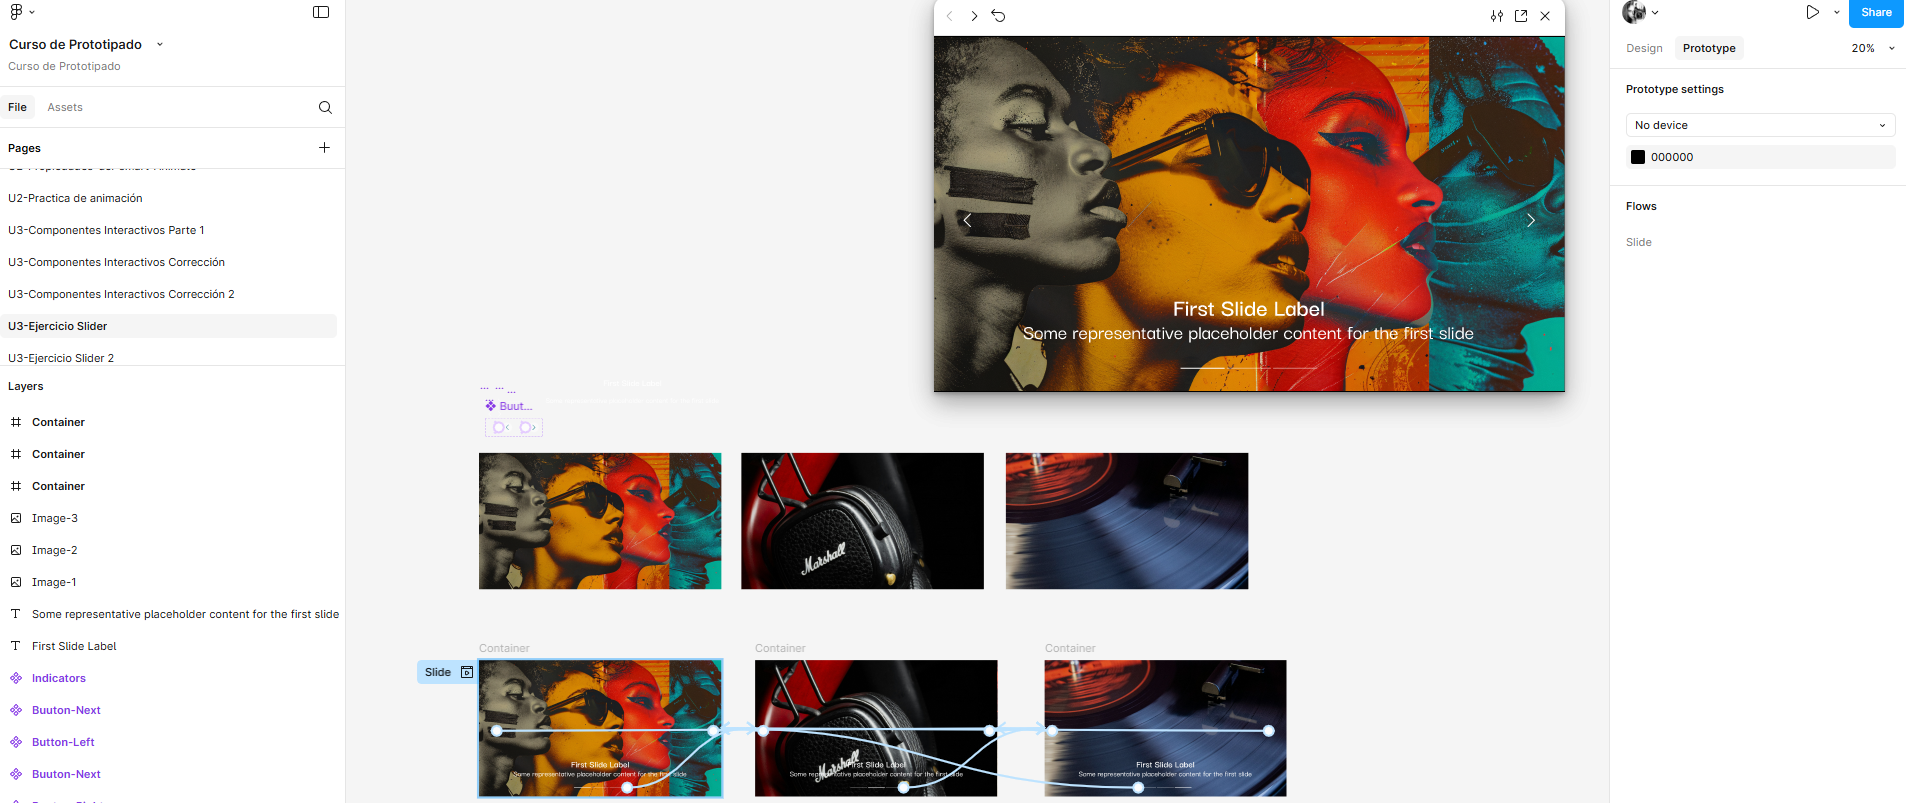 Curso de Prototipado
Curso de Prototipado
File Assets
Pages
U2-Practica de animación
U3-Componentes Interactivos Parte 1
U3-Componentes Interactivos Corrección
U3-Componentes Interactivos Corrección 2
U3-Ejercicio Slider
U3-Ejercicio Slider 2
Layers
Container
Container
Container
Image-3
Image-2
Image-1
Some representative placeholder content for the first slide
First Slide Label
Indicators
Buuton-Next
Button-Left
Buuton-Next
First Slide Label
Some representative placeholder content for the first slide
... ... ...
Buut...
Marshall
Container
Container
Container
Slide
Marshall
First Slide Label
Some representative placeholder content for the first slide
First Slide Label
Some representative placeholder content for the first slide
First Slide Label
Some representative placeholder content for the first slide
Share
Design Prototype 20%
Prototype settings
No device
000000
Flows
Slide